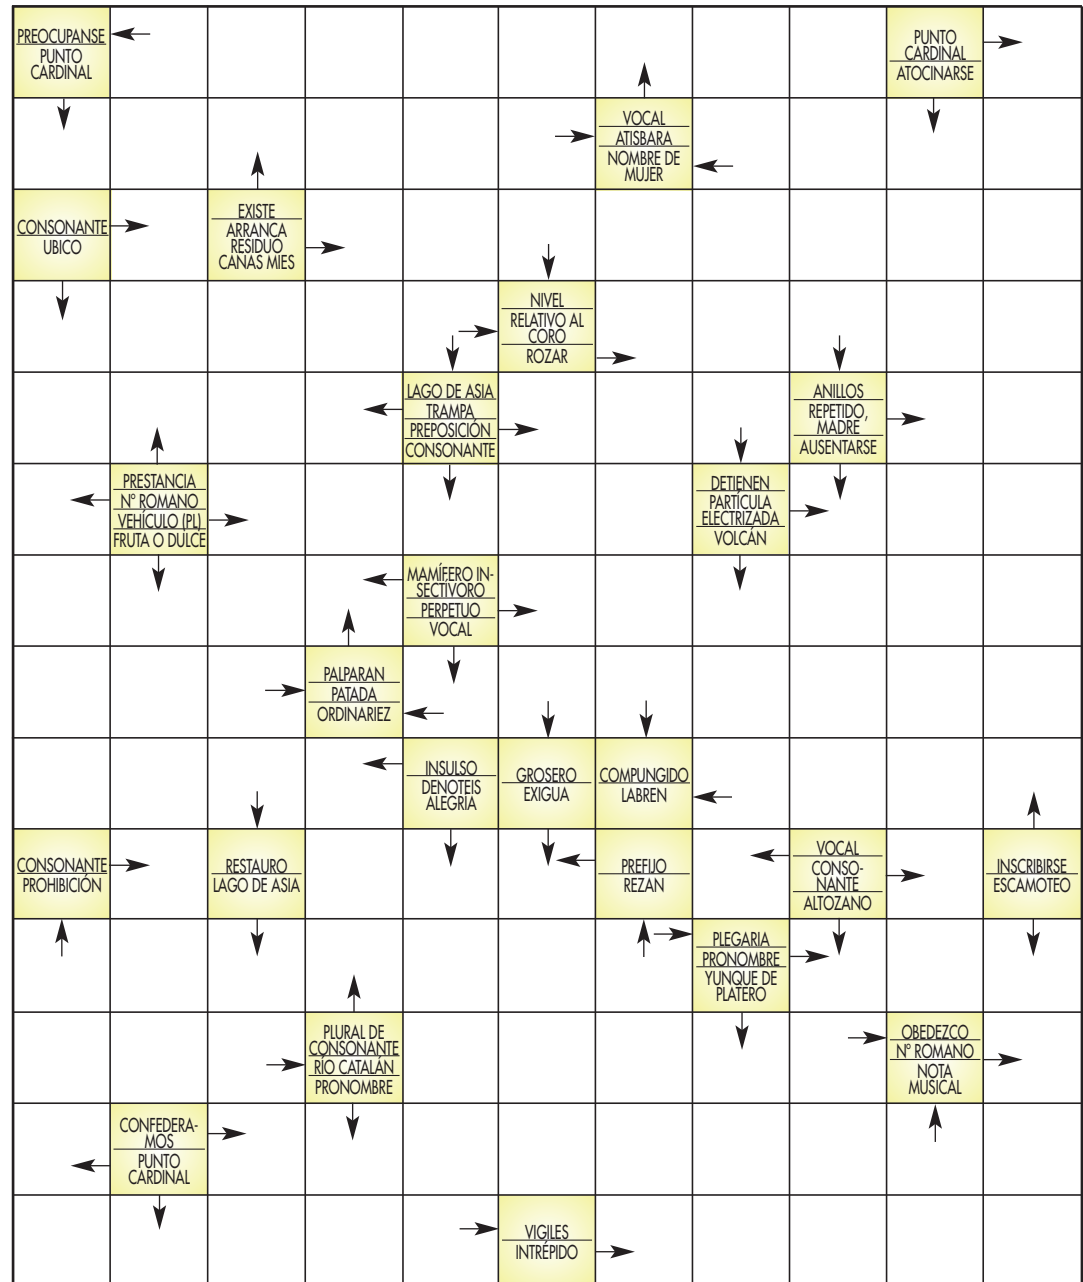 PREOCUPANSE
PUNTO
CARDINAL
PUNTO
CARDINAL
ATOCINARSE
VOCAL
ATISBARA
NOMBRE DE
MUJER
CONSONANTE
UBICO
EXISTE
ARRANCA
RESIDUO
CANAS MIES
NIVEL
RELATIVO AL
CORO
ROZAR
LAGO DE ASIA
TRAMPA
PREPOSICIÓN
CONSONANTE
ANILLOS
REPETIDO,
MADRE
AUSENTARSE
PRESTANCIA
Nº ROMANO
VEHÍCULO (PL)
FRUTA O DULCE
DETIENEN
PARTÍCULA
ELECTRIZADA
VOLCÁN
MAMÍFERO IN-
SECTÍVORO
PERPETUO
VOCAL
PALPARAN
PATADA
ORDINARIEZ
INSULSO
DENOTEIS
ALEGRIA
GROSERO
EXIGUA
COMPUNGIDO
LABREN
CONSONANTE
PROHIBICIÓN
RESTAURO
LAGO DE ASIA
PREFIJO
REZAN
VOCAL
CONSO-
NANTE
ALTOZANO
INSCRIBIRSE
ESCAMOTEO
PLEGARIA
PRONOMBRE
YUNQUE DE
PLATERO
PLURAL DE
CONSONANTE
RÍO CATALÁN
PRONOMBRE
OBEDEZCO
Nº ROMANO
NOTA
MUSICAL
CONFEDERA-
MOS
PUNTO
CARDINAL
VIGILES
INTRÉPIDO